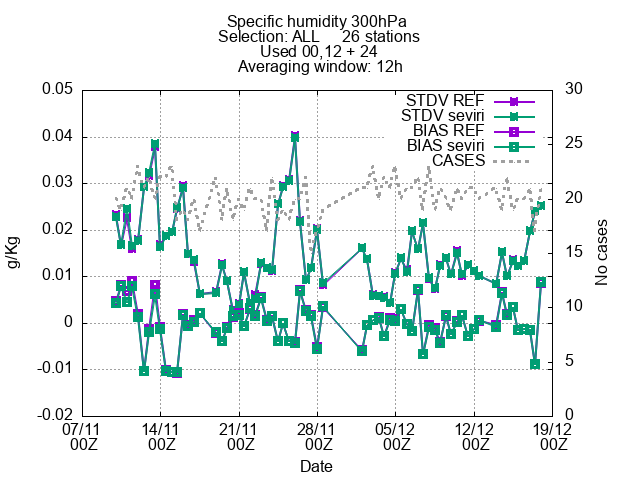 Specific humidity 300hPa
Selection: ALL 26 stations
Used 00,12 + 24
Averaging window: 12h
0.05
0.04
0.03
0.02
0.01
0
-0.01
-0.02
g/Kg
30
25
20
15
10
5
0
No cases
STDV REF
STDV seviri
BIAS REF
BIAS seviri
CASES
07/11 14/11 21/11 28/11 05/12 12/12 19/12
00Z 00Z 00Z 00Z 00Z 00Z 00Z
Date